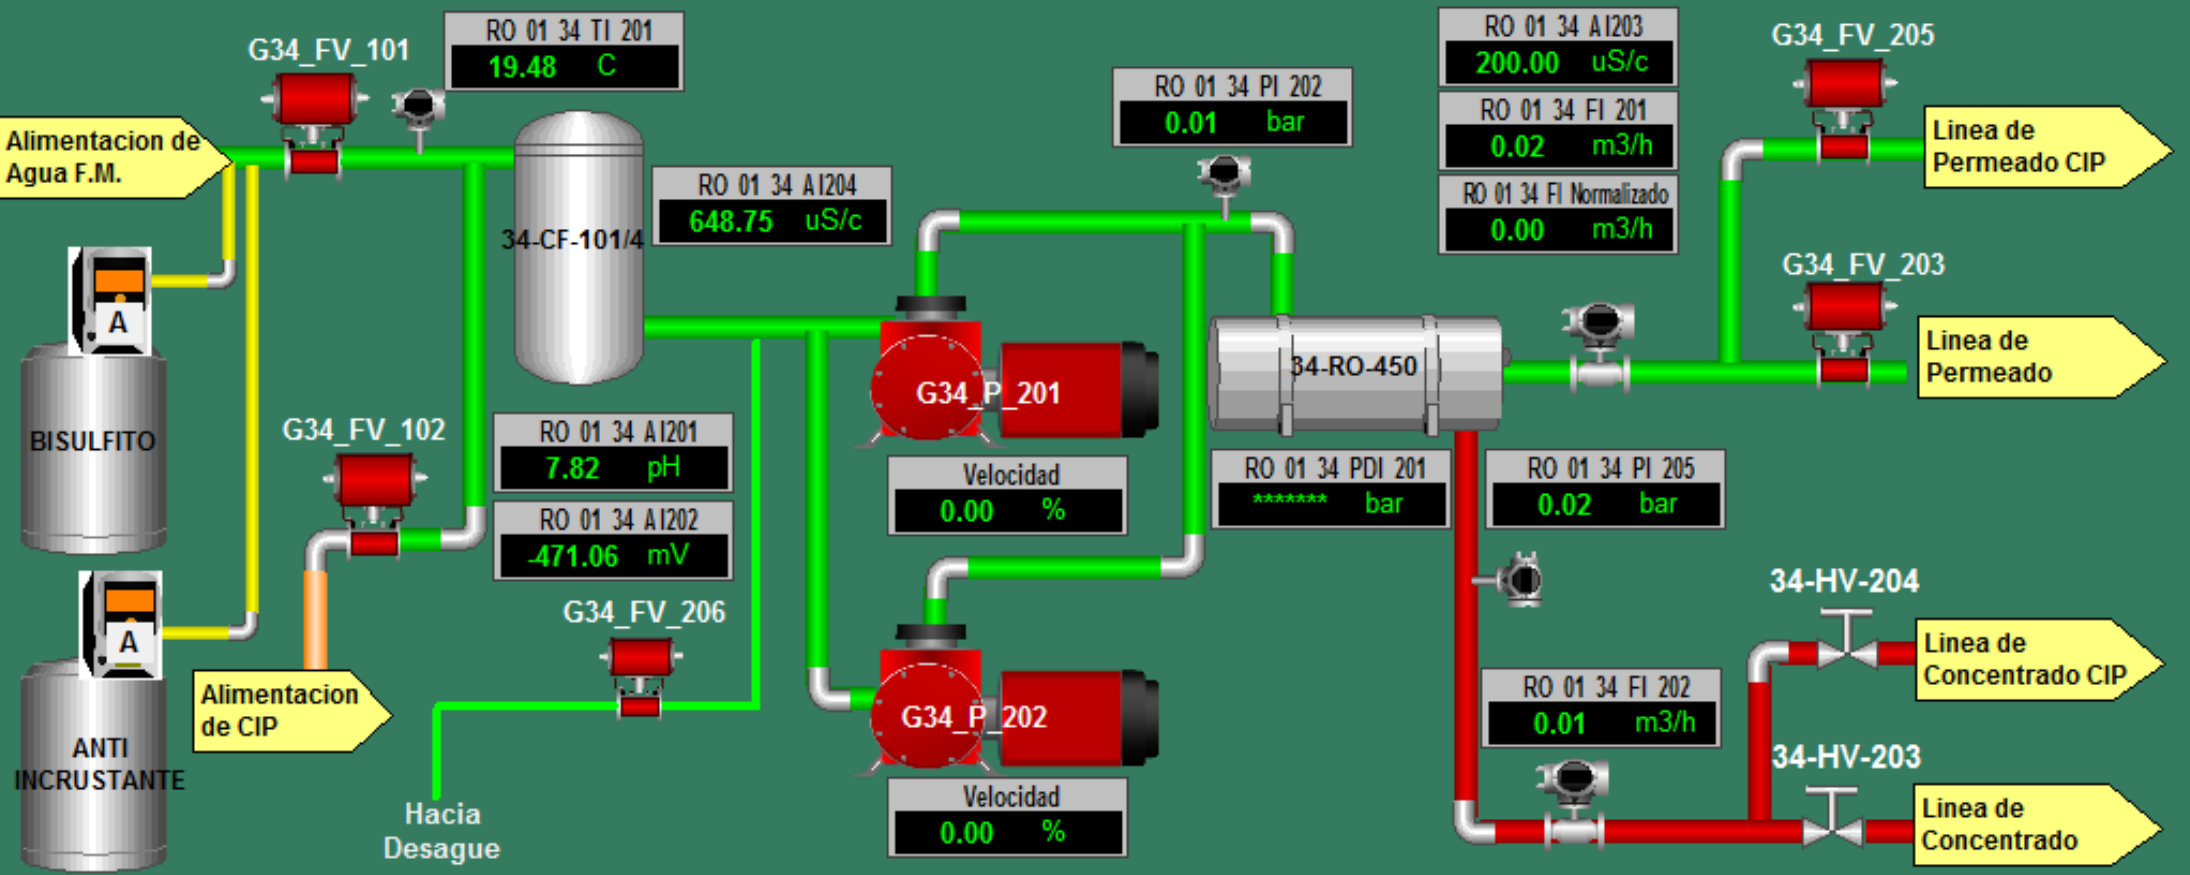 G34_FV_101
RO 01 34 TI 201
19.48 C
Alimentacion de
Agua F.M.
34-CF-101/4
RO 01 34 AI204
648.75 uS/c
RO 01 34 PI 202
0.01 bar
RO 01 34 AI203
200.00 uS/c
RO 01 34 FI 201
0.02 m3/h
RO 01 34 FI Normalizado
0.00 m3/h
G34_FV_205
Linea de
Permeado CIP
G34_FV_203
Linea de
Permeado
A
BISULFITO
G34_FV_102
RO 01 34 AI201
7.82 pH
RO 01 34 AI202
-471.06 mV
G34_P_201
Velocidad
0.00 %
34-RO-450
RO 01 34 PDI 201
******* bar
RO 01 34 PI 205
0.02 bar
A
ANTI
INCRUSTANTE
Alimentacion
de CIP
G34_FV_206
Hacia
Desague
G34_P_202
Velocidad
0.00 %
34-HV-204
Linea de
Concentrado CIP
RO 01 34 FI 202
0.01 m3/h
34-HV-203
Linea de
Concentrado